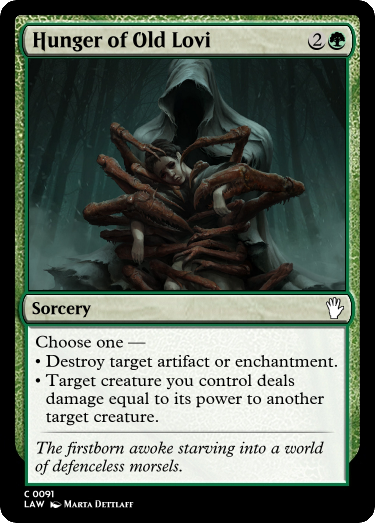 Hunger of Old Lovi 2
Sorcery
Choose one —
• Destroy target artifact or enchantment.
• Target creature you control deals
damage equal to its power to another
target creature.
The firstborn awoke starving into a world
of defenceless morsels.
C 0091
LAW Marta Dettlaff